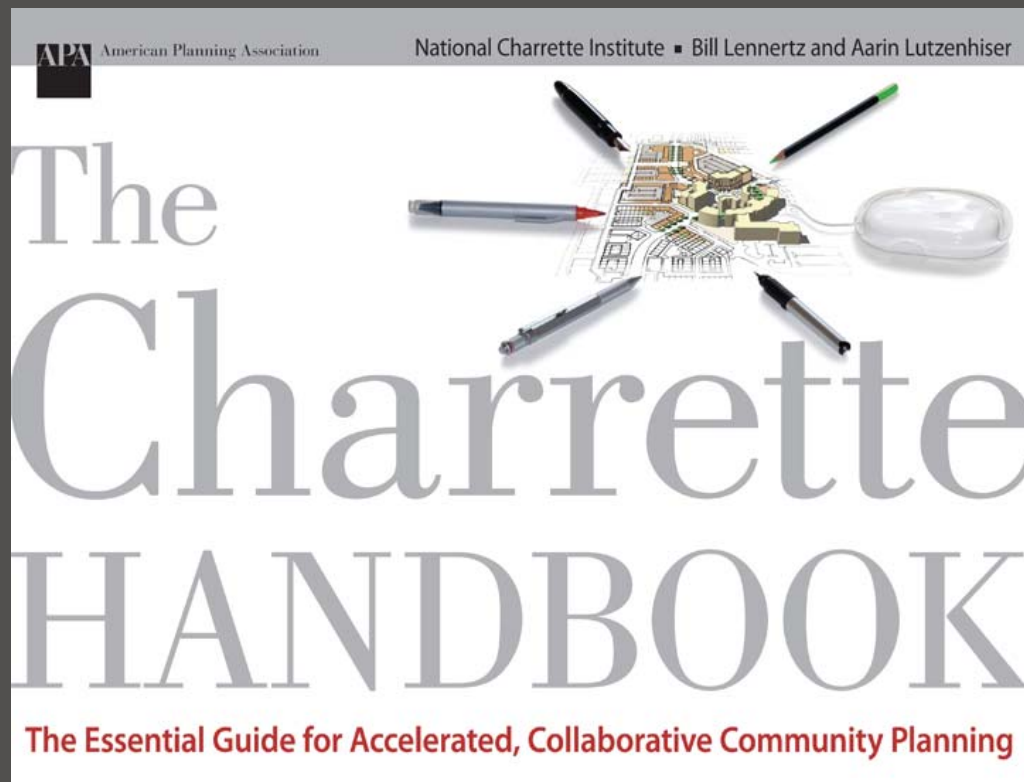 APA American Planning Association
National Charrette Institute ▪ Bill Lennertz and Aarin Lutzenhiser
The
Charrette
HANDBOOK
The Essential Guide for Accelerated, Collaborative Community Planning